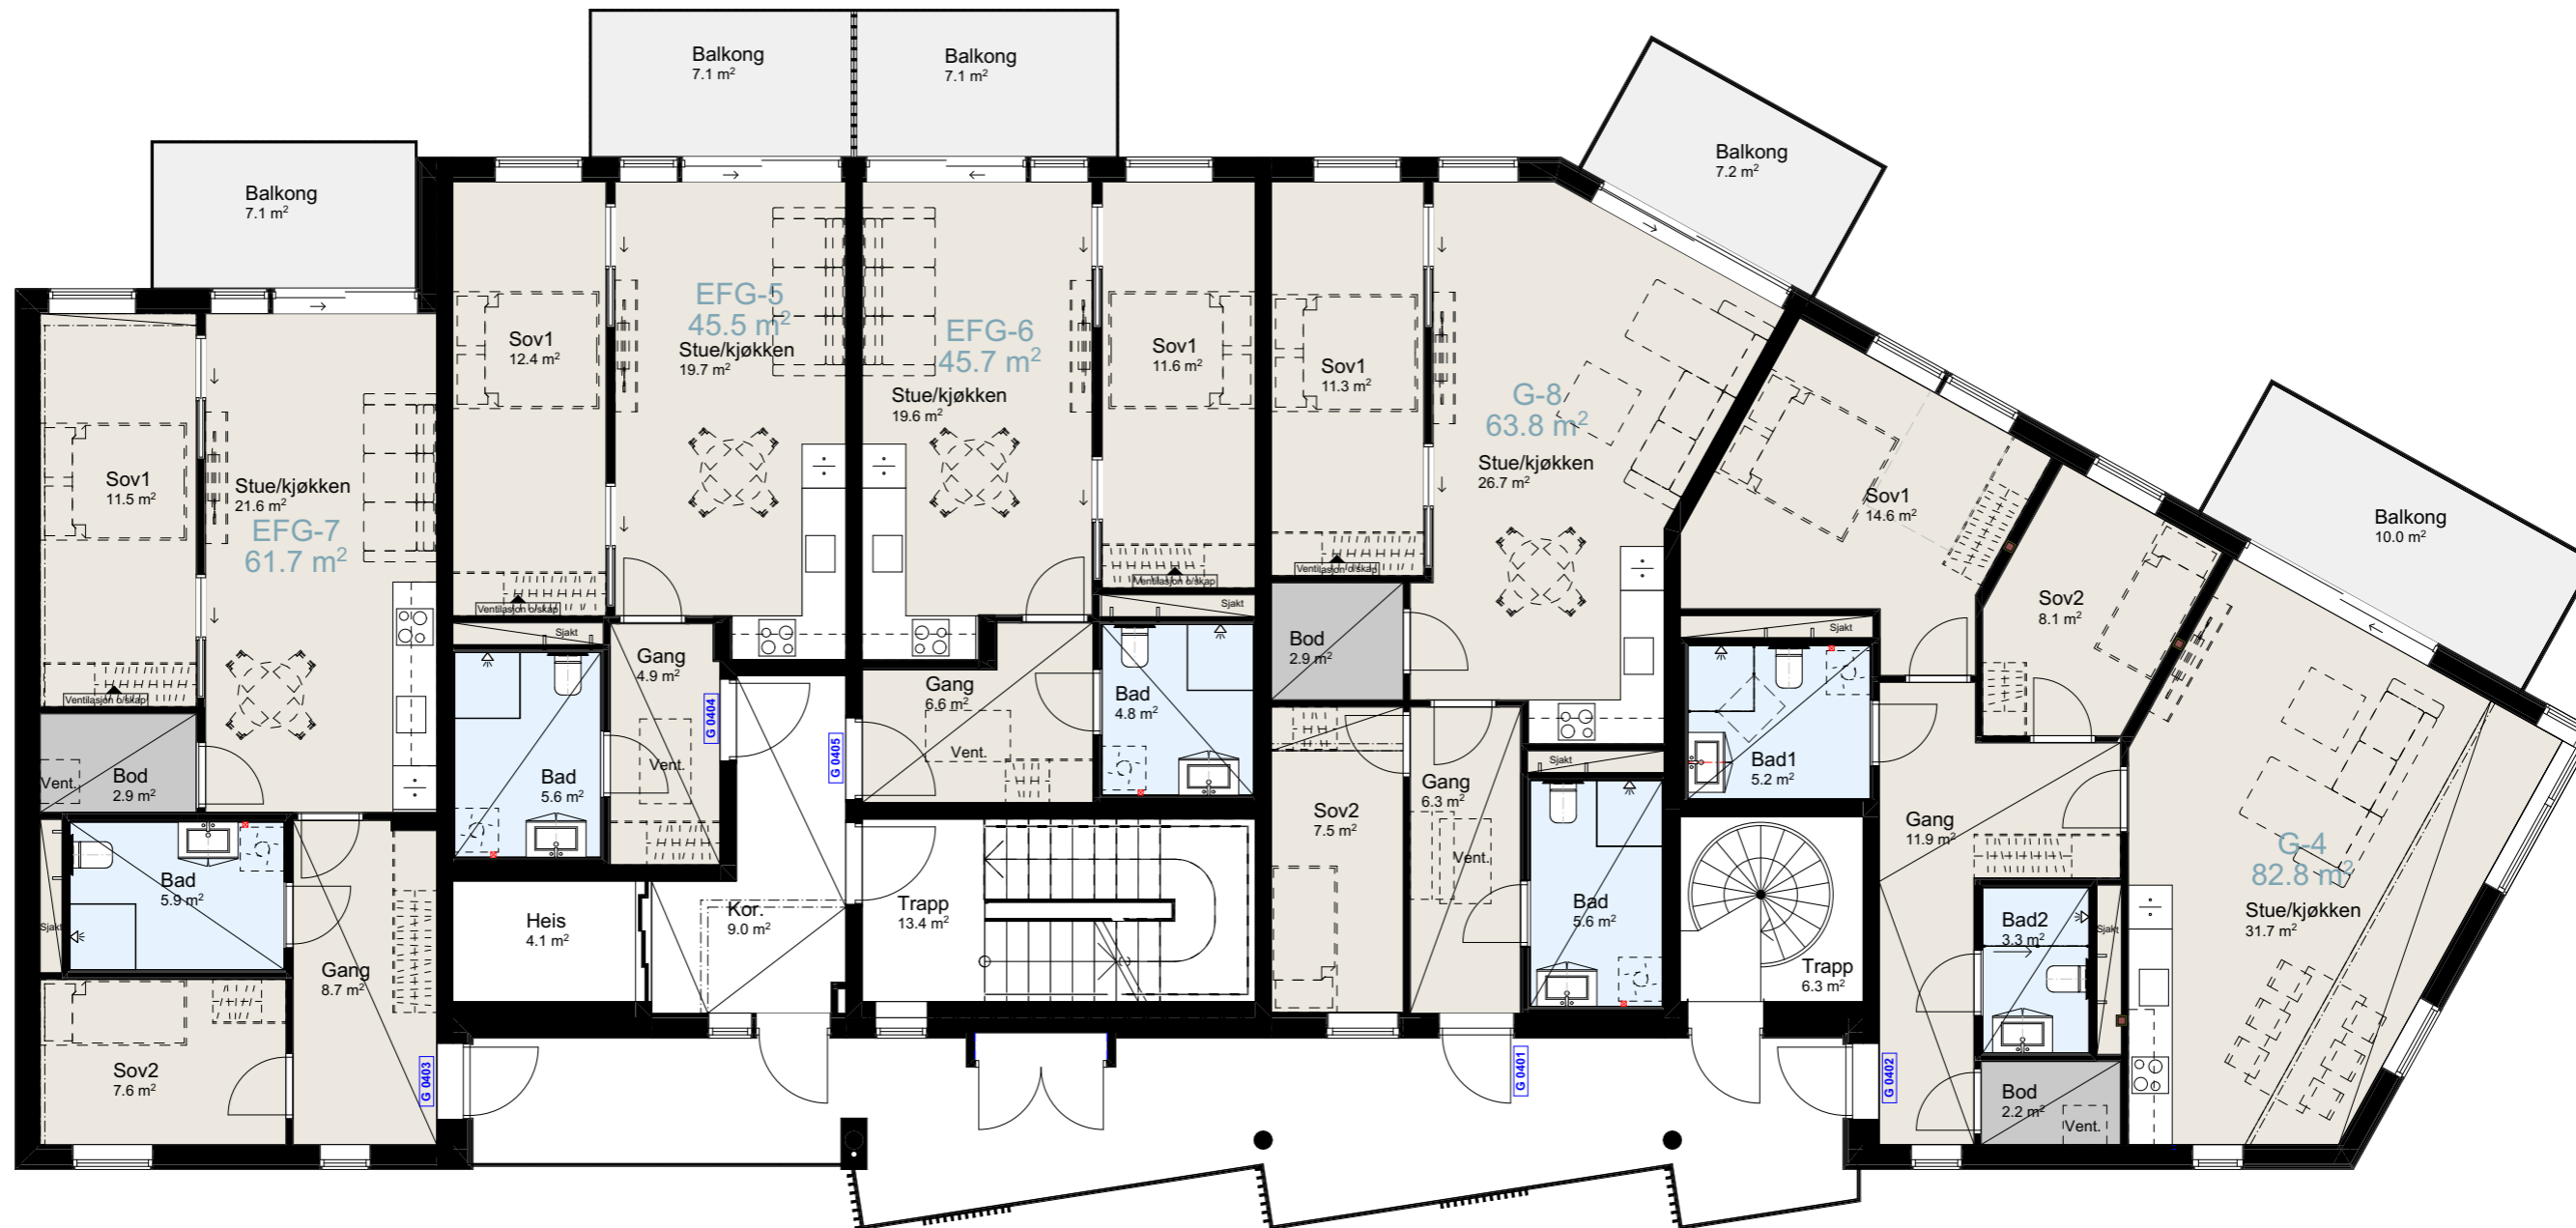 Balkong
7.1 m²
Balkong
7.1 m²
Balkong
7.1 m²
Balkong
7.2 m²
Balkong
10.0 m²
Sov1
11.5 m²
Stue/kjøkken
21.6 m²
EFG-7
61.7 m²
Ventilasjon o/skap
Vent.
Bod
2.9 m²
Bad
5.9 m²
Sjakt
Gang
8.7 m²
Sov2
7.6 m²
G 0403
Sov1
12.4 m²
EFG-5
45.5 m²
Stue/kjøkken
19.7 m²
Ventilasjon o/skap
Sjakt
Gang
4.9 m²
Vent.
Bad
5.6 m²
G 0404
Heis
4.1 m²
Kor.
9.0 m²
G 0405
EFG-6
45.7 m²
Stue/kjøkken
19.6 m²
Sov1
11.6 m²
Ventilasjon o/skap
Sjakt
Gang
6.6 m²
Vent.
Bad
4.8 m²
Trapp
13.4 m²
Sov1
11.3 m²
G-8
63.8 m²
Stue/kjøkken
26.7 m²
Ventilasjon o/skap
Bod
2.9 m²
Sov2
7.5 m²
Gang
6.3 m²
Vent.
Sjakt
Bad
5.6 m²
G 0401
Trapp
6.3 m²
Sov1
14.6 m²
Sov2
8.1 m²
Sjakt
Bad1
5.2 m²
Gang
11.9 m²
G-4
82.8 m²
Stue/kjøkken
31.7 m²
Bad2
3.3 m²
Sjakt
Bod
2.2 m²
Vent.
G 0402